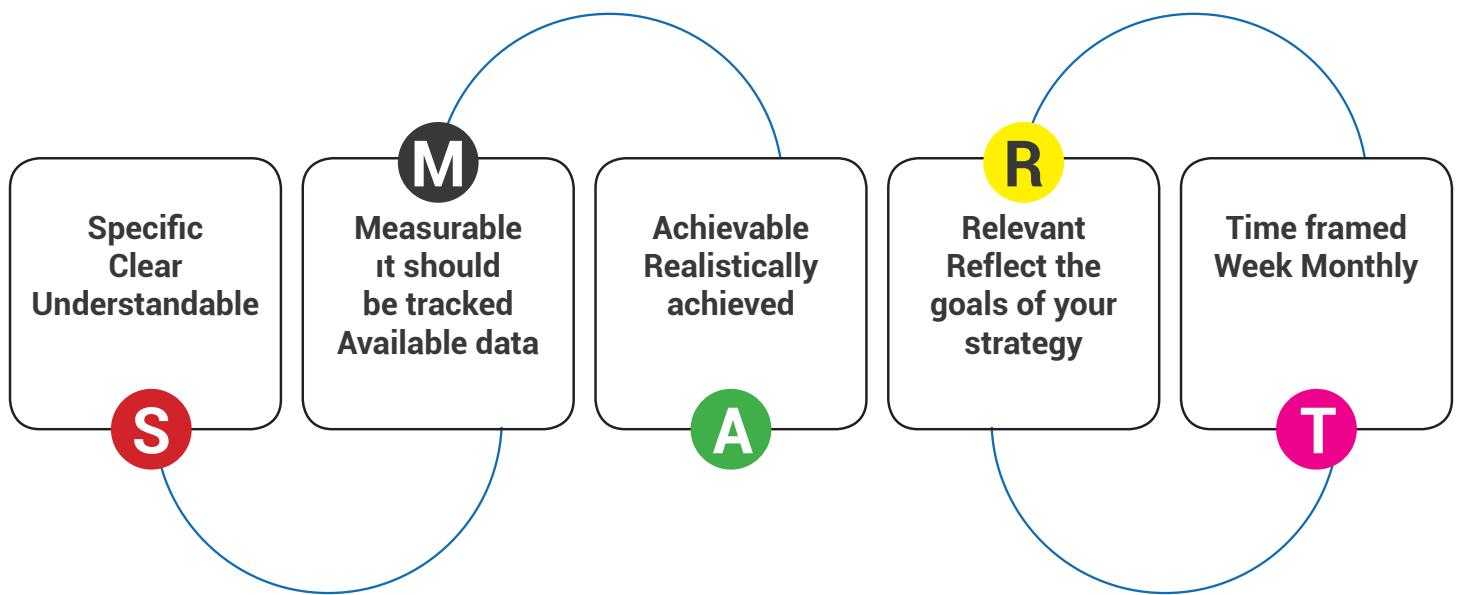 Specific
Clear
Understandable
S
M
Measurable
ıt should
be tracked
Available data
Achievable
Realistically
achieved
A
R
Relevant
Reflect the
goals of your
strategy
Time framed
Week Monthly
T